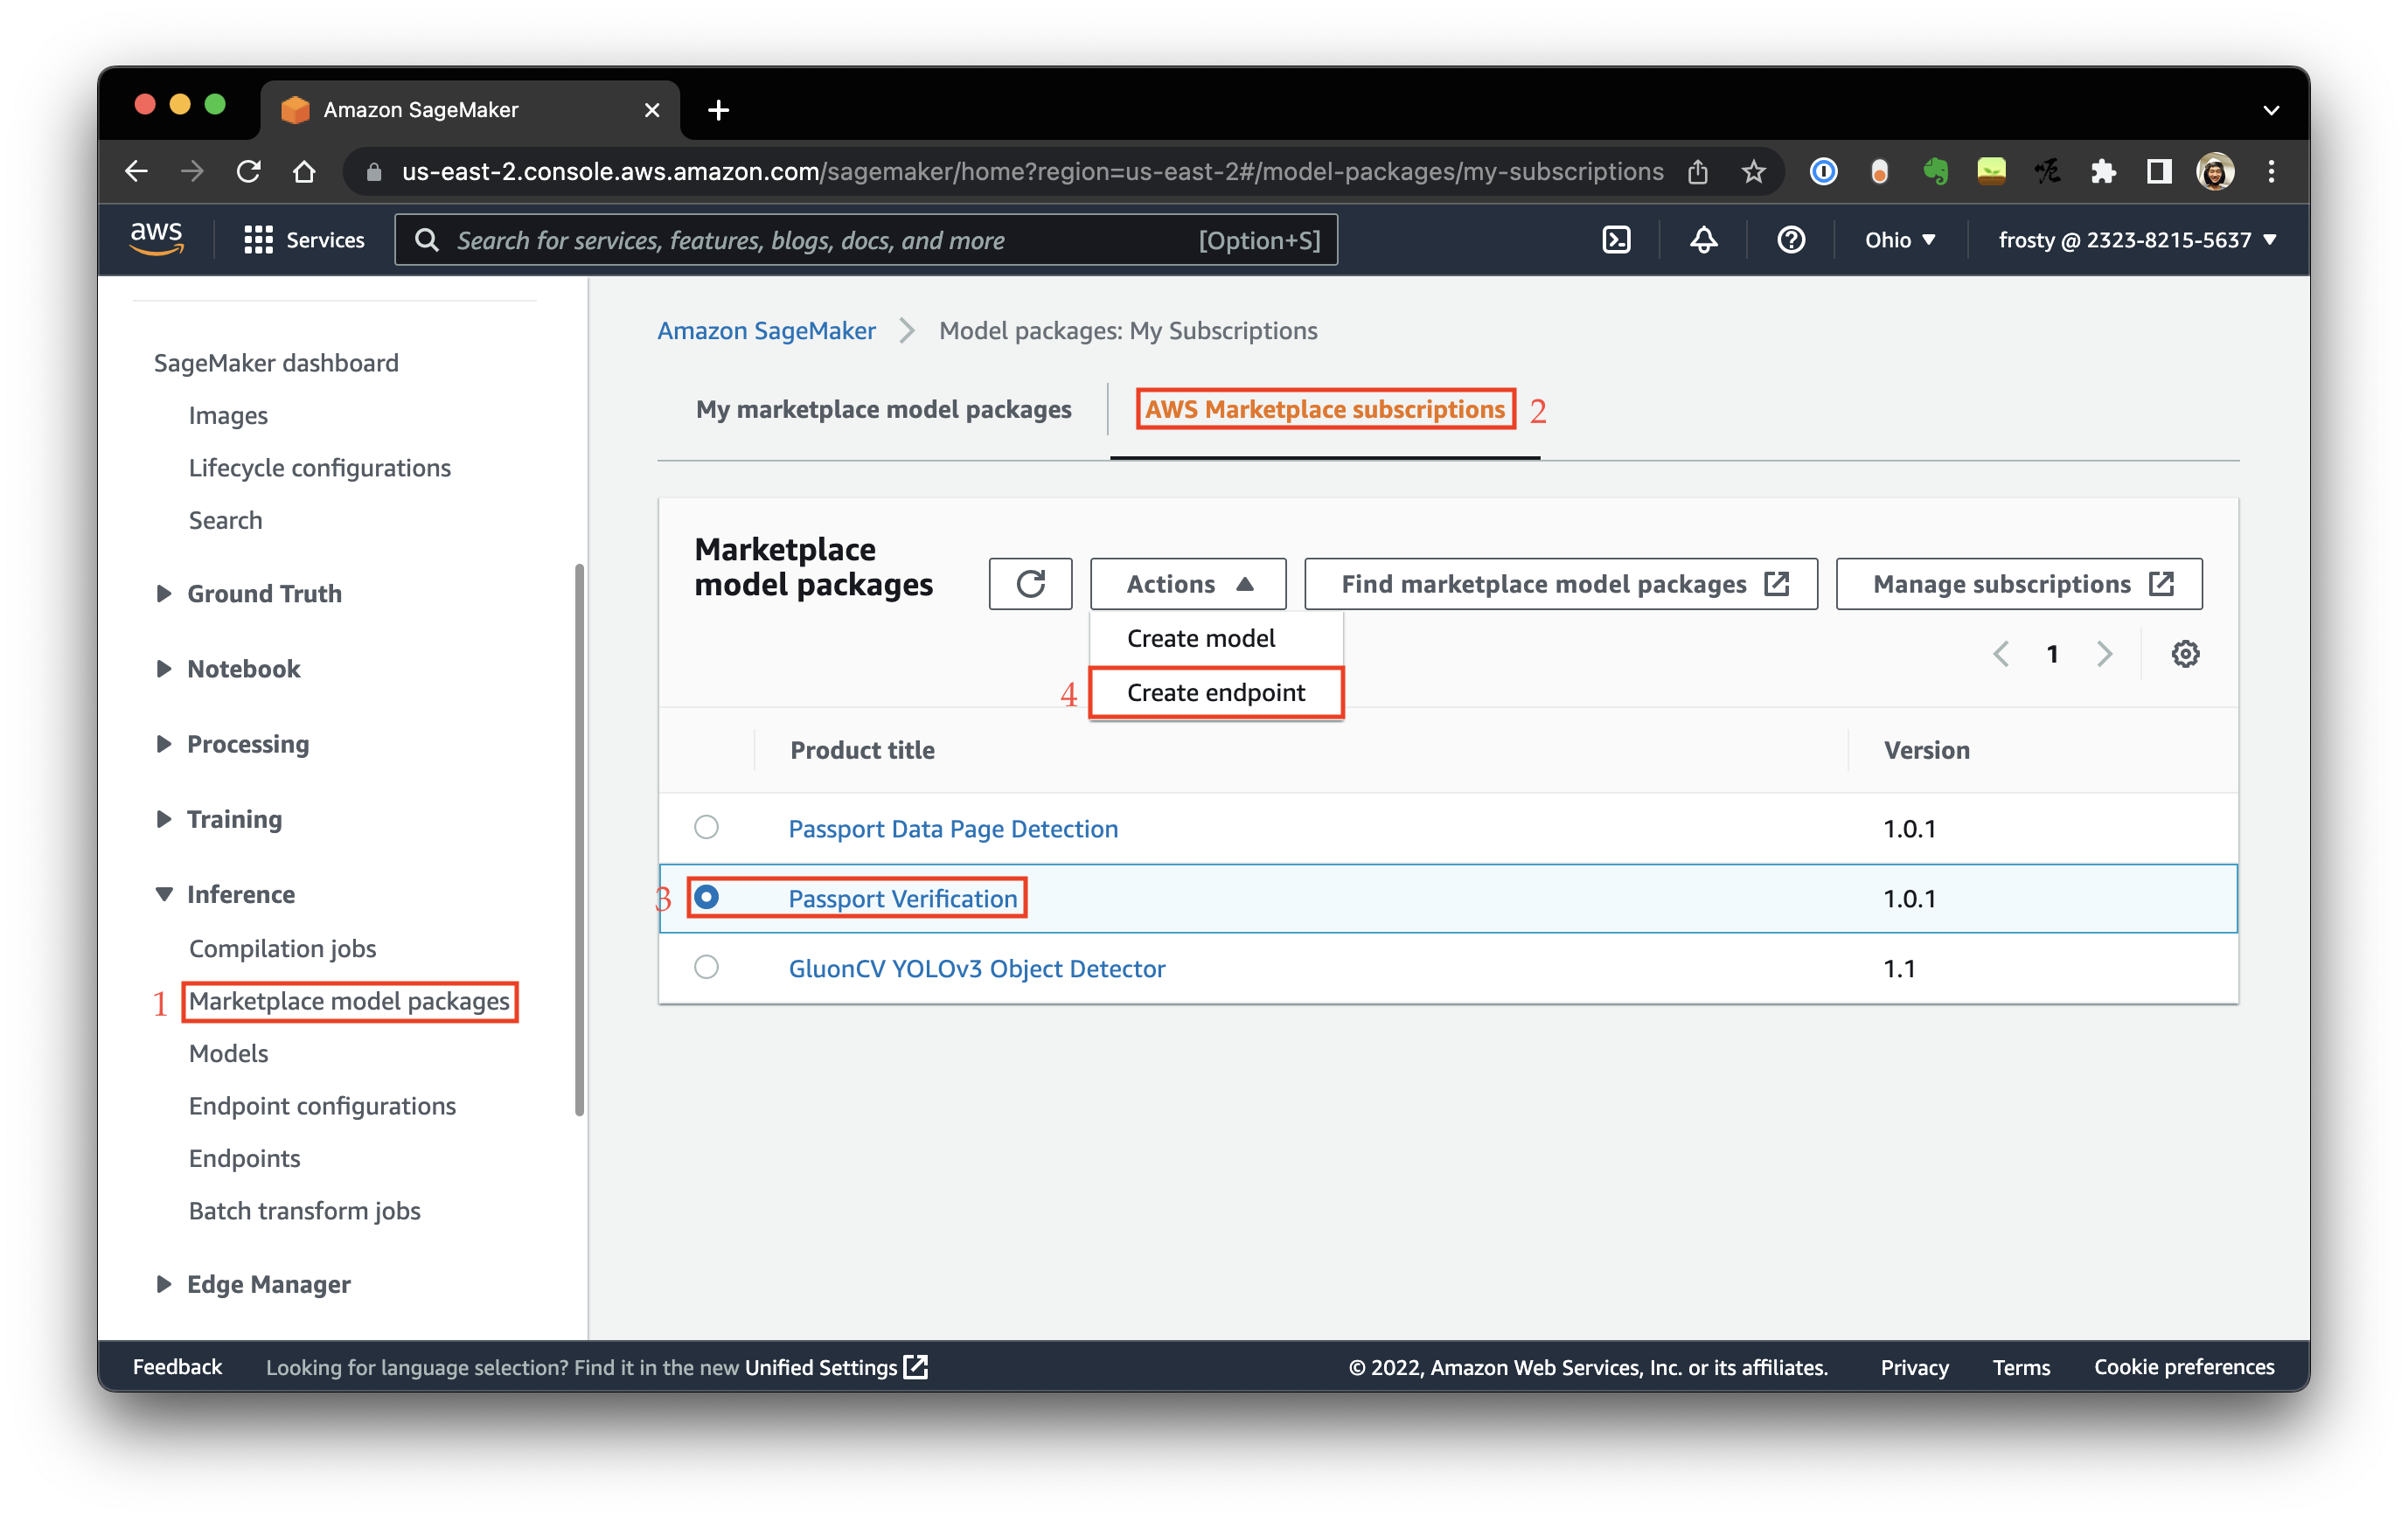 Amazon SageMaker
us-east-2.console.aws.amazon.com/sagemaker/home?region=us-east-2#/model-packages/my-subscriptions
aws
Services
Search for services, features, blogs, docs, and more
[Option+S]
Ohio
frosty @ 2323-8215-5637
SageMaker dashboard
Images
Lifecycle configurations
Search
Ground Truth
Notebook
Processing
Training
Inference
Compilation jobs
1 Marketplace model packages
Models
Endpoint configurations
Endpoints
Batch transform jobs
Edge Manager
Amazon SageMaker
Model packages: My Subscriptions
My marketplace model packages
AWS Marketplace subscriptions 2
Marketplace
model packages
Actions
Find marketplace model packages
Manage subscriptions
Create model
4 Create endpoint
1
Product title
Version
Passport Data Page Detection
1.0.1
3 Passport Verification
1.0.1
GluonCV YOLOv3 Object Detector
1.1
Feedback
Looking for language selection? Find it in the new Unified Settings
© 2022, Amazon Web Services, Inc. or its affiliates.
Privacy
Terms
Cookie preferences